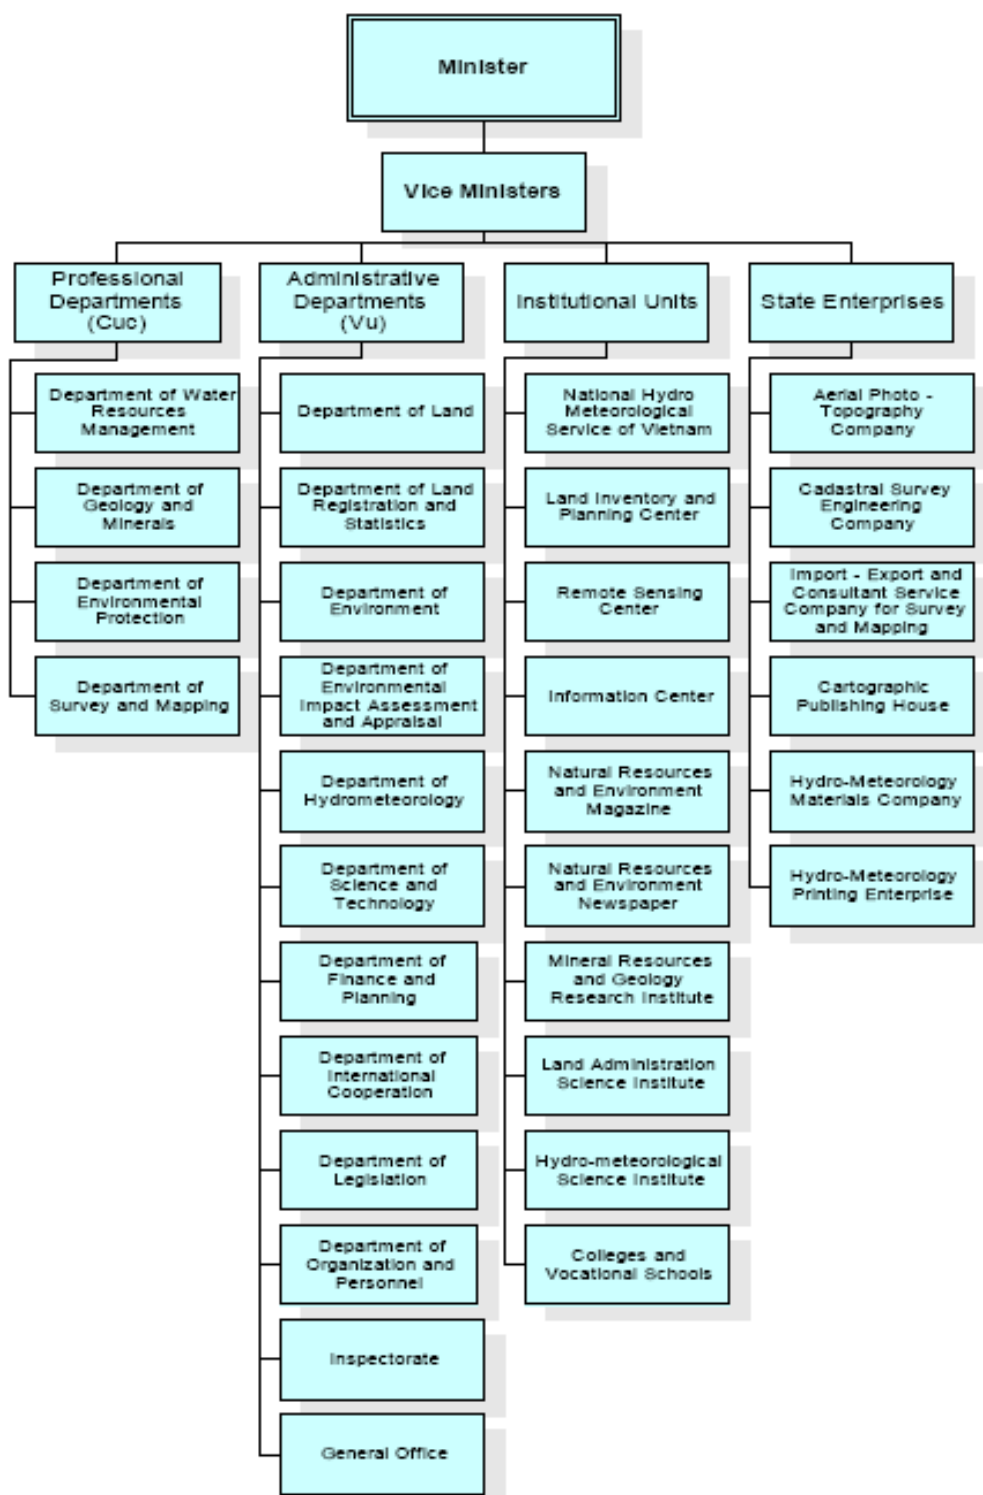 Minister
Vice Ministers
Professional
Departments
(Cuc)
Department of Water
Resources
Management
Department of
Geology and
Minerals
Department of
Environmental
Protection
Department of
Survey and Mapping
Administrative
Departments
(Vu)
Department of Land
Department of Land
Registration and
Statistics
Department of
Environment
Department of
Environmental
Impact Assessment
and Appraisal
Department of
Hydrometeorology
Department of
Science and
Technology
Department of
Finance and
Planning
Department of
International
Cooperation
Department of
Legislation
Department of
Organization and
Personnel
Inspectorate
General Office
Institutional Units
National Hydro
Meteorological
Service of Vietnam
Land Inventory and
Planning Center
Remote Sensing
Center
Information Center
Natural Resources
and Environment
Magazine
Natural Resources
and Environment
Newspaper
Mineral Resources
and Geology
Research Institute
Land Administration
Science Institute
Hydro-meteorological
Science Institute
Colleges and
Vocational Schools
State Enterprises
Aerial Photo -
Topography
Company
Cadastral Survey
Engineering
Company
Import - Export and
Consultant Service
Company for Survey
and Mapping
Cartographic
Publishing House
Hydro-Meteorology
Materials Company
Hydro-Meteorology
Printing Enterprise